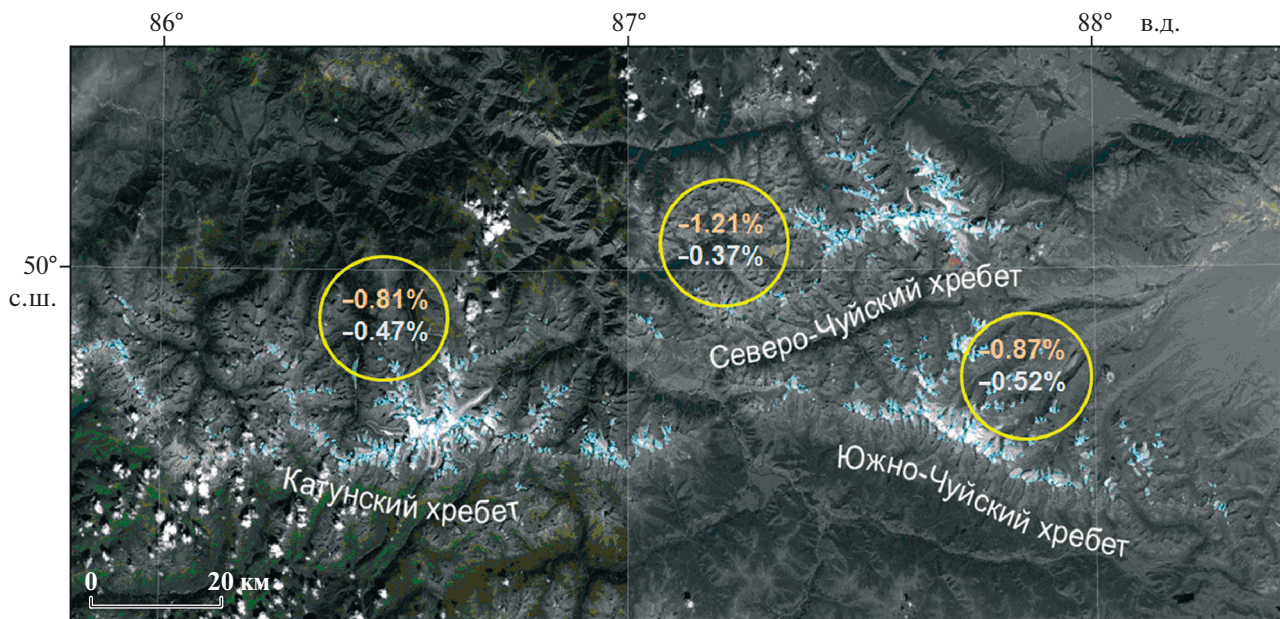 86° 87° 88° в.д.
–1.21%
–0.37%
50°
с.ш.
–0.81%
–0.47%
Северо-Чуйский хребет
–0.87%
–0.52%
Южно-Чуйский хребет
Катунский хребет
0 20 км